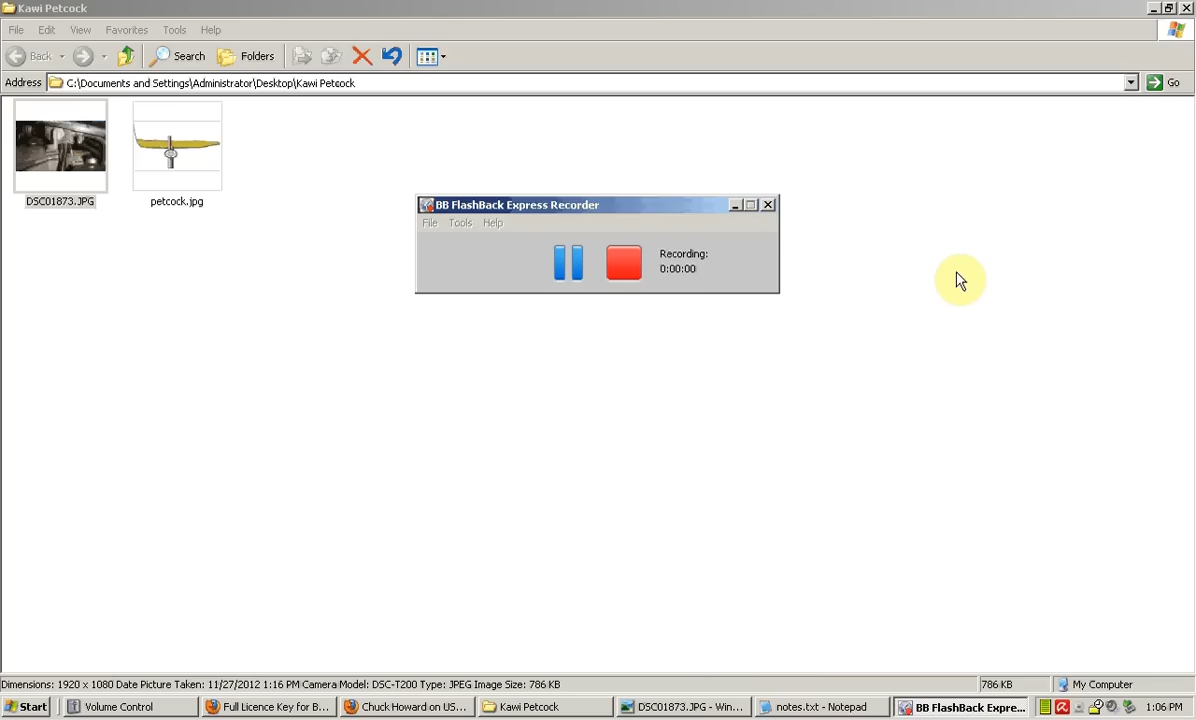 Kawi Petcock
File Edit View Favorites Tools Help
Back Search Folders
Address C:\Documents and Settings\Administrator\Desktop\Kawi Petcock Go
DSC01873.JPG petcock.jpg
BB FlashBack Express Recorder
File Tools Help
Recording:
0:00:00
Dimensions: 1920 x 1080 Date Picture Taken: 11/27/2012 1:16 PM Camera Model: DSC-T200 Type: JPEG Image Size: 786 KB 786 KB My Computer
Start Volume Control Full Licence Key for B... Chuck Howard on US... Kawi Petcock DSC01873.JPG - Win... notes.txt - Notepad BB FlashBack Expre... 1:06 PM